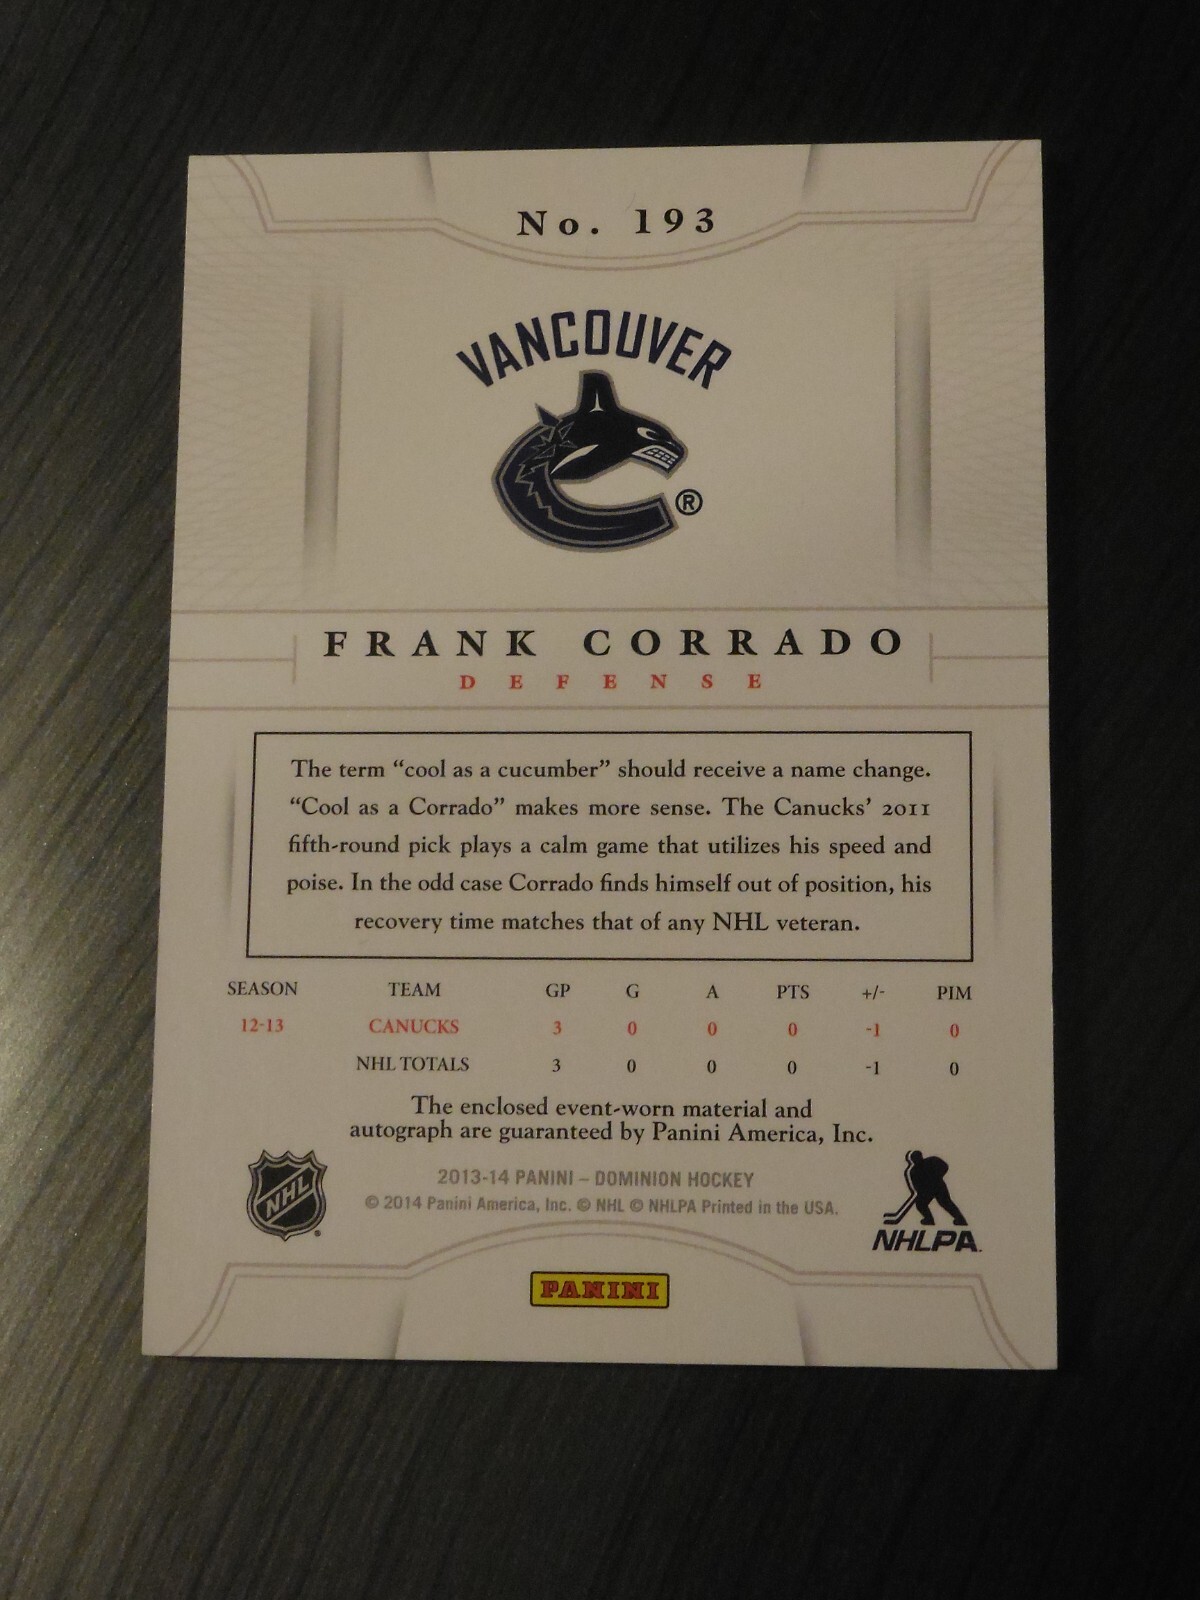 No. 193
VANCOUVER
®
FRANK CORRADO
DEFENSE
The term “cool as a cucumber” should receive a name change.
“Cool as a Corrado” makes more sense. The Canucks’ 2011
fifth-round pick plays a calm game that utilizes his speed and
poise. In the odd case Corrado finds himself out of position, his
recovery time matches that of any NHL veteran.
SEASON TEAM GP G A PTS +/- PIM
12-13 CANUCKS 3 0 0 0 -1 0
NHL TOTALS 3 0 0 0 -1 0
The enclosed event-worn material and
autograph are guaranteed by Panini America, Inc.
2013-14 PANINI – DOMINION HOCKEY
© 2014 Panini America, Inc. © NHL © NHLPA Printed in the USA.
NHL
NHLPA
PANINI